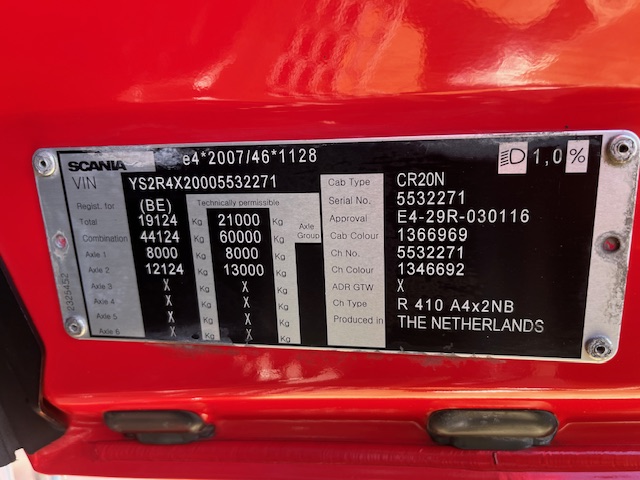 SCANIA e4*2007/46*1128 1,0%
VIN YS2R4X20005532271
Regist. for (BE) Technically permissible
Total 19124 Kg 21000 Kg Axle Group
Combination 44124 Kg 60000 Kg
Axle 1 8000 Kg 8000 Kg
Axle 2 12124 Kg 13000 Kg
Axle 3 X Kg X Kg
Axle 4 X Kg X Kg
Axle 5 X Kg X Kg
Axle 6 X Kg X Kg
Cab Type CR20N
Serial No. 5532271
Approval E4-29R-030116
Cab Colour 1366969
Ch No. 5532271
Ch Colour 1346692
ADR GTW X
Ch Type R 410 A4x2NB
Produced in THE NETHERLANDS
2325452